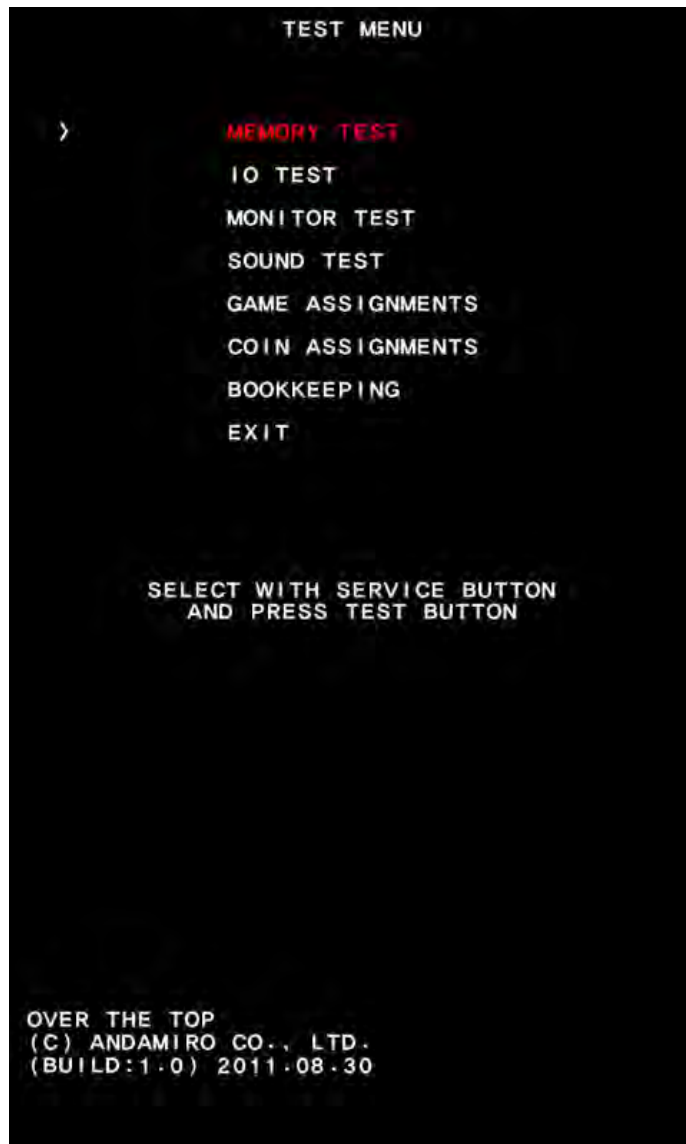 TEST MENU
> MEMORY TEST
IO TEST
MONITOR TEST
SOUND TEST
GAME ASSIGNMENTS
COIN ASSIGNMENTS
BOOKKEEPING
EXIT
SELECT WITH SERVICE BUTTON
AND PRESS TEST BUTTON
OVER THE TOP
(C) ANDAMIRO CO., LTD.
(BUILD:1.0) 2011.08.30